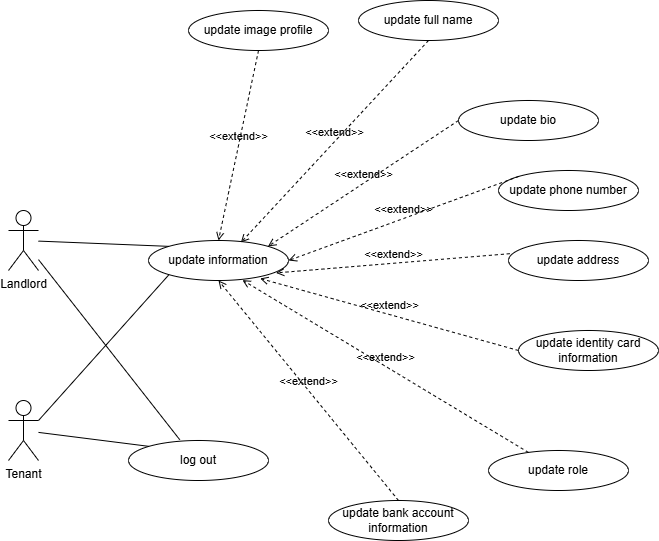 update full name
update image profile
<<extend>>
<<extend>>
update bio
<<extend>>
update phone number
<<extend>>
Landlord
update information
<<extend>>
update address
<<extend>>
update identity card
information
<<extend>>
<<extend>>
Tenant
log out
update role
update bank account
information